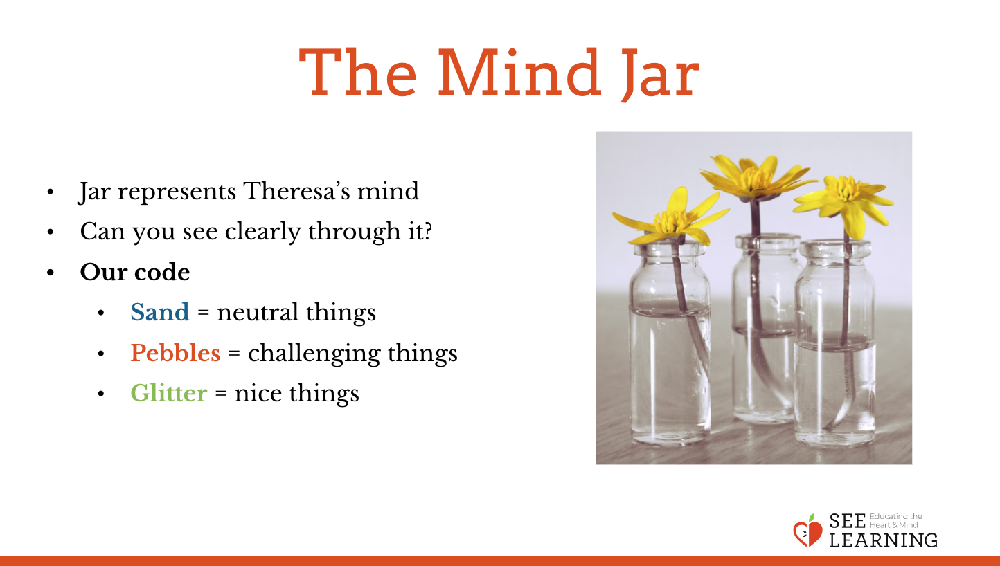 The Mind Jar
• Jar represents Theresa’s mind
• Can you see clearly through it?
• Our code
• Sand = neutral things
• Pebbles = challenging things
• Glitter = nice things
SEE Educating the
Heart & Mind
LEARNING